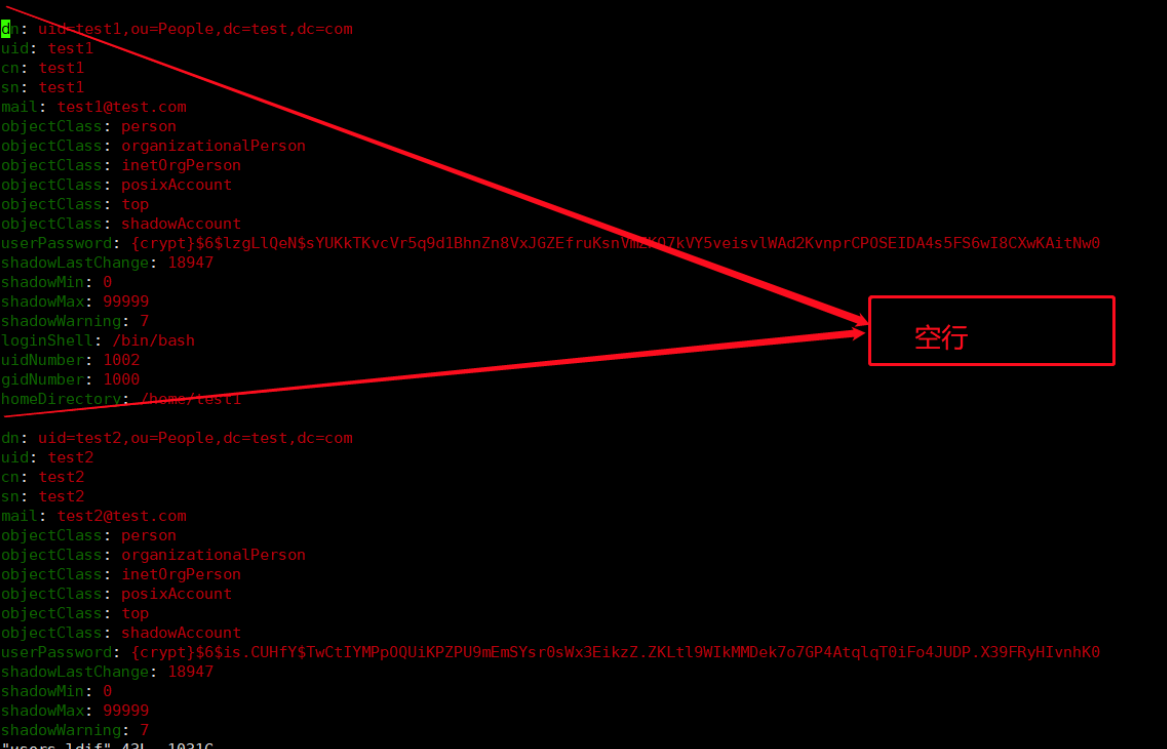 dn: uid=test1,ou=People,dc=test,dc=com
uid: test1
cn: test1
sn: test1
mail: test1@test.com
objectClass: person
objectClass: organizationalPerson
objectClass: inetOrgPerson
objectClass: posixAccount
objectClass: top
objectClass: shadowAccount
userPassword: {crypt}$6$lzgLlQeN$sYUKkTKvcVr5q9d1BhnZn8VxJGZEfruKsnVmZKO7kVY5veisvlWAd2KvnprCPOSEIDA4s5FS6wI8CXwKAitNw0
shadowLastChange: 18947
shadowMin: 0
shadowMax: 99999
shadowWarning: 7
空行
loginShell: /bin/bash
uidNumber: 1002
gidNumber: 1000
homeDirectory: /home/test1
dn: uid=test2,ou=People,dc=test,dc=com
uid: test2
cn: test2
sn: test2
mail: test2@test.com
objectClass: person
objectClass: organizationalPerson
objectClass: inetOrgPerson
objectClass: posixAccount
objectClass: top
objectClass: shadowAccount
userPassword: {crypt}$6$is.CUHfY$TwCtIYMPpOQUiKPZPU9mEmSYsr0sWx3EikzZ.ZKLtl9WIkMMDek7o7GP4AtqlqT0iFo4JUDP.X39FRyHIvnhK0
shadowLastChange: 18947
shadowMin: 0
shadowMax: 99999
shadowWarning: 7
"users.ldif" 43L, 1031C